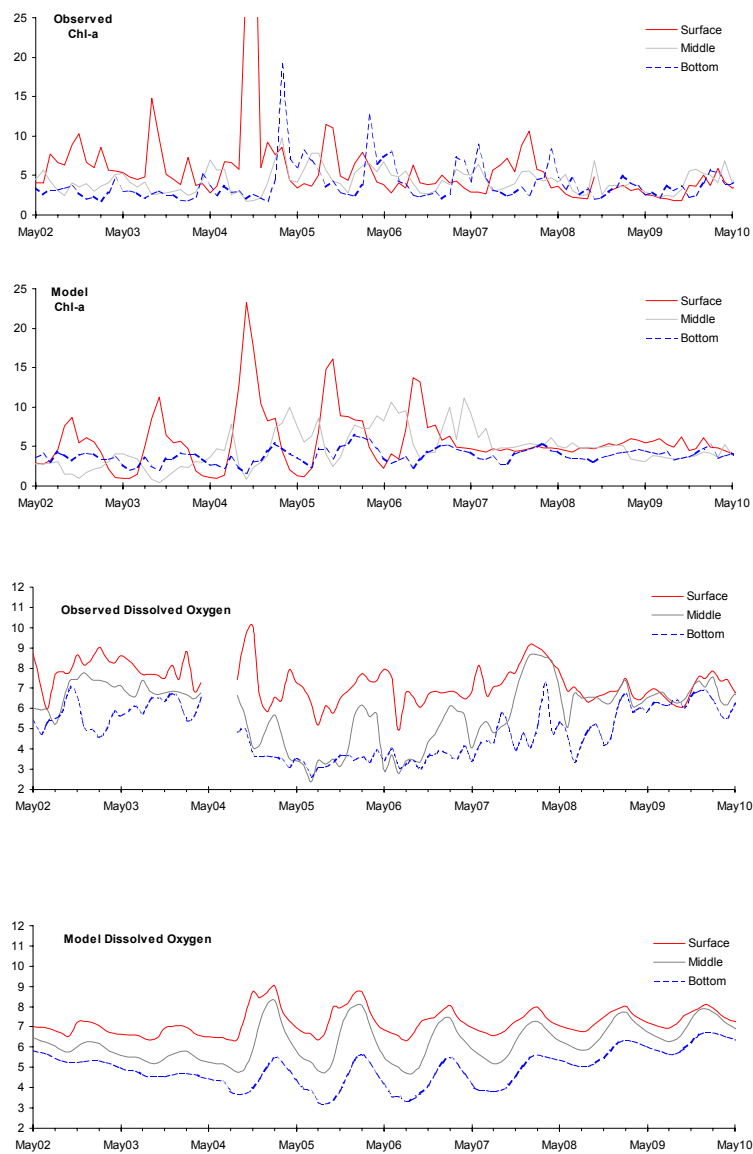 Observed
Chl-a
Surface
Middle
Bottom
25
20
15
10
5
0
May02 May03 May04 May05 May06 May07 May08 May09 May10
Model
Chl-a
Surface
Middle
Bottom
25
20
15
10
5
0
May02 May03 May04 May05 May06 May07 May08 May09 May10
Observed Dissolved Oxygen
Surface
Middle
Bottom
12
11
10
9
8
7
6
5
4
3
2
May02 May03 May04 May05 May06 May07 May08 May09 May10
Model Dissolved Oxygen
Surface
Middle
Bottom
12
11
10
9
8
7
6
5
4
3
2
May02 May03 May04 May05 May06 May07 May08 May09 May10